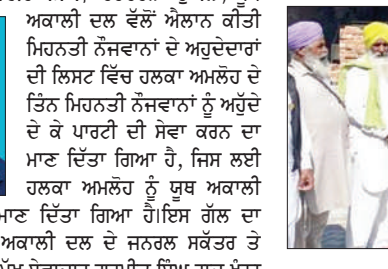 ਅਕਾਲੀ ਦਲ ਵੱਲੋਂ ਐਲਾਨ ਕੀਤੀ
ਮਿਹਨਤੀ ਨੌਜਵਾਨਾਂ ਦੇ ਅਹੁਦੇਦਾਰਾਂ
ਦੀ ਲਿਸਟ ਵਿੱਚ ਹਲਕਾ ਅਮਲੋਹ ਦੇ
ਤਿੰਨ ਮਿਹਨਤੀ ਨੌਜਵਾਨਾਂ ਨੂੰ ਅਹੁੱਦੇ
ਦੇ ਕੇ ਪਾਰਟੀ ਦੀ ਸੇਵਾ ਕਰਨ ਦਾ
ਮਾਣ ਦਿੱਤਾ ਗਿਆ ਹੈ, ਜਿਸ ਲਈ
ਹਲਕਾ ਅਮਲੋਹ ਨੂੰ ਯੂਥ ਅਕਾਲੀ
ਮਾਣ ਦਿੱਤਾ ਗਿਆ ਹੈ।ਇਸ ਗੱਲ ਦਾ
ਅਕਾਲੀ ਦਲ ਦੇ ਜਨਰਲ ਸਕੱਤਰ ਤੇ